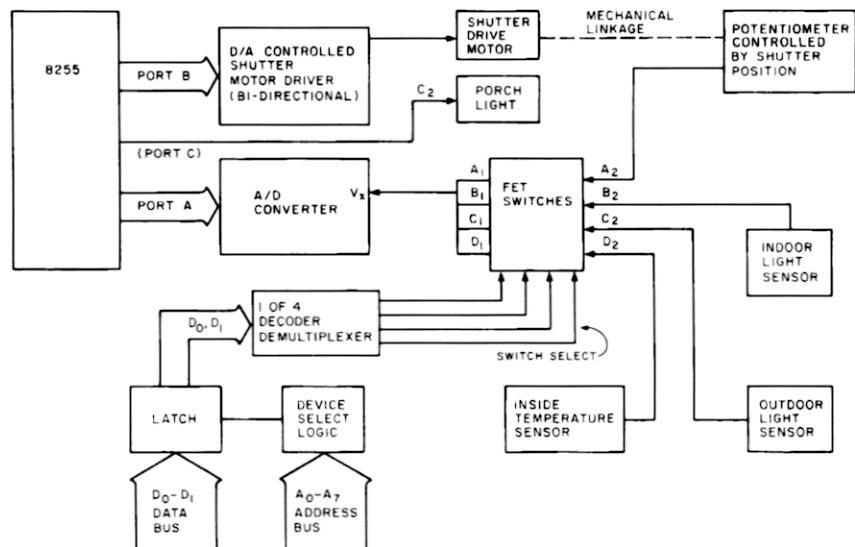 8255
PORT B
D/A CONTROLLED
SHUTTER
MOTOR DRIVER
(BI-DIRECTIONAL)
SHUTTER
DRIVE
MOTOR
MECHANICAL
LINKAGE
POTENTIOMETER
CONTROLLED
BY SHUTTER
POSITION
C2
PORCH
LIGHT
(PORT C)
PORT A
A/D
CONVERTER
Vx
A1
B1
C1
D1
FET
SWITCHES
A2
B2
C2
D2
INDOOR
LIGHT
SENSOR
D0, D1
1 OF 4
DECODER
DEMULTIPLEXER
SWITCH SELECT
LATCH
DEVICE
SELECT
LOGIC
INSIDE
TEMPERATURE
SENSOR
OUTDOOR
LIGHT
SENSOR
D0-D1
DATA
BUS
A0-A7
ADDRESS
BUS